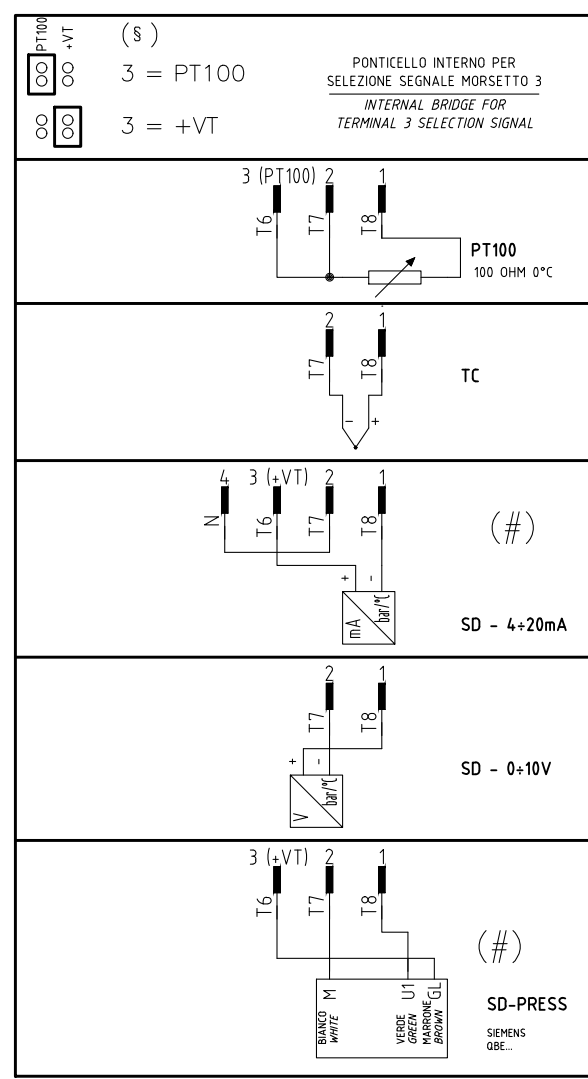 PT100
+VT
(§)
3 = PT100
3 = +VT
PONTICELLO INTERNO PER
SELEZIONE SEGNALE MORSETTO 3
INTERNAL BRIDGE FOR
TERMINAL 3 SELECTION SIGNAL
3 (PT100) 2 1
T6 T7 T8
PT100
100 OHM 0°C
2 1
T7 T8
TC
- +
4 3 (+VT) 2 1
N T6 T7 T8
(#)
+ -
mA bar/°C
SD - 4÷20mA
2 1
T7 T8
+ -
V bar/°C
SD - 0÷10V
3 (+VT) 2 1
T6 T7 T8
(#)
M U1 GL
BIANCO
WHITE
VERDE
GREEN
MARRONE
BROWN
SD-PRESS
SIEMENS
QBE...